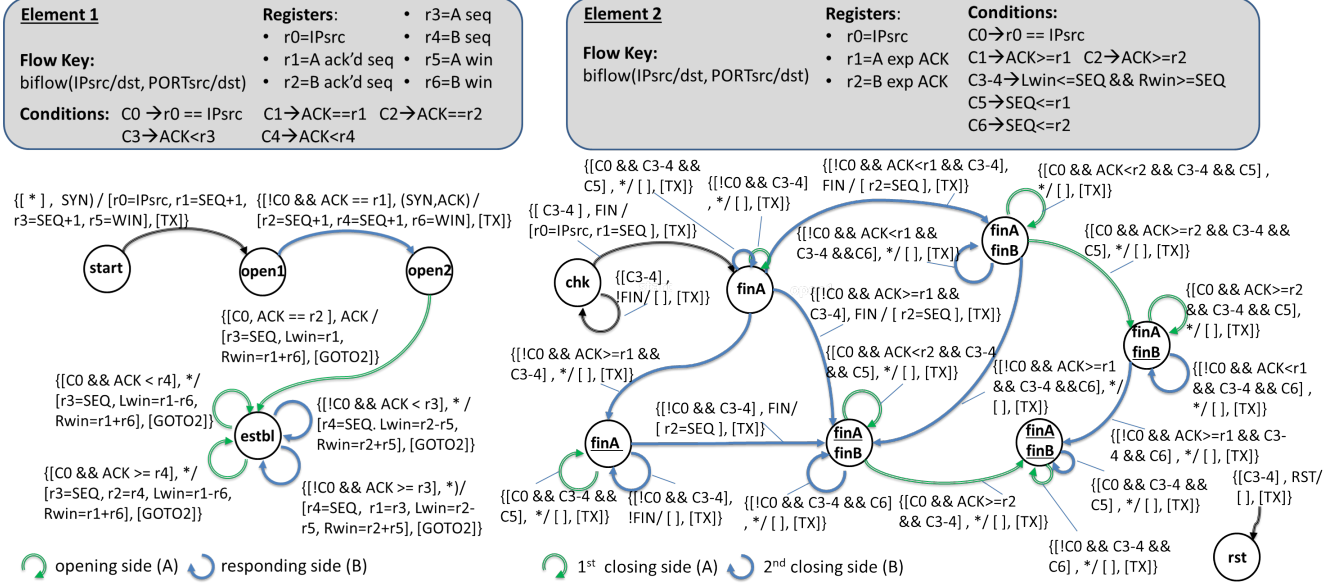 Element 1
Flow Key:
biflow(IPsrc/dst, PORTsrc/dst)
Registers:
• r0=IPsrc
• r1=A ack'd seq
• r2=B ack'd seq
• r3=A seq
• r4=B seq
• r5=A win
• r6=B win
Conditions: C0 →r0 == IPsrc C1→ACK==r1 C2→ACK==r2
C3→ACK<r3 C4→ACK<r4
Element 2
Flow Key:
biflow(IPsrc/dst, PORTsrc/dst)
Registers:
• r0=IPsrc
• r1=A exp ACK
• r2=B exp ACK
Conditions:
C0→r0 == IPsrc
C1→ACK>=r1 C2→ACK>=r2
C3-4→Lwin<=SEQ && Rwin>=SEQ
C5→SEQ<=r1
C6→SEQ<=r2
{[ * ] , SYN) / [r0=IPsrc, r1=SEQ+1,
r3=SEQ+1, r5=WIN], [TX]}
{[!C0 && ACK == r1], (SYN,ACK) /
[r2=SEQ+1, r4=SEQ+1, r6=WIN], [TX]}
start
open1
open2
{[C0, ACK == r2 ], ACK /
[r3=SEQ, Lwin=r1,
Rwin=r1+r6], [GOTO2]}
{[C0 && ACK < r4], */
[r3=SEQ, Lwin=r1-r6,
Rwin=r1+r6], [GOTO2]}
{[!C0 && ACK < r3], * /
[r4=SEQ. Lwin=r2-r5,
Rwin=r2+r5], [GOTO2]}
estbl
{[C0 && ACK >= r4], */
[r3=SEQ, r2=r4, Lwin=r1-r6,
Rwin=r1+r6], [GOTO2]}
{[!C0 && ACK >= r3], *)/
[r4=SEQ, r1=r3, Lwin=r2-
r5, Rwin=r2+r5], [GOTO2]}
opening side (A)
responding side (B)
{[C0 && C3-4 &&
C5] , */ [ ], [TX]}
{[!C0 && C3-4]
, */ [ ], [TX]}
{[!C0 && ACK<r1 && C3-4],
FIN / [ r2=SEQ ], [TX]}
{[C0 && ACK<r2 && C3-4 && C5] ,
*/ [ ], [TX]}
{[ C3-4 ] , FIN /
[r0=IPsrc, r1=SEQ ], [TX]}
{[!C0 && ACK<r1 &&
C3-4 &&C6], */ [ ], [TX]}
finA
finB
{[C0 && ACK>=r2 && C3-4 &&
C5], */ [ ], [TX]}
chk
{[C3-4] ,
!FIN/ [ ], [TX]}
finA
{[!C0 && ACK>=r1 &&
C3-4], FIN / [ r2=SEQ ], [TX]}
{[C0 && ACK>=r2
&& C3-4 && C5],
*/ [ ], [TX]}
finA
finB
{[!C0 && ACK>=r1 &&
C3-4] , */ [ ], [TX]}
{[C0 && ACK<r2 && C3-4
&& C5], */ [ ], [TX]}
{[!C0 && ACK>=r1
&& C3-4 &&C6], */
[ ], [TX]}
{[!C0 && ACK<r1
&& C3-4 && C6] ,
*/ [ ], [TX]}
{[!C0 && C3-4] , FIN/
[ r2=SEQ ], [TX]}
finA
finA
finB
finA
finB
{[!C0 && ACK>=r1 && C3-
4 && C6] , */ [ ], [TX]}
{[C0 && C3-4 &&
C5], */ [ ], [TX]}
{[!C0 && C3-4],
!FIN/ [ ], [TX]}
{[!C0 && C3-4 && C6]
, */ [ ], [TX]}
{[C0 && ACK>=r2
&& C3-4] , */ [ ], [TX]}
{[C0 && C3-4 &&
C5] , */ [ ], [TX]}
{[C3-4] , RST/
[ ], [TX]}
{[!C0 && C3-4 &&
C6] , */ [ ], [TX]}
rst
1st closing side (A)
2nd closing side (B)